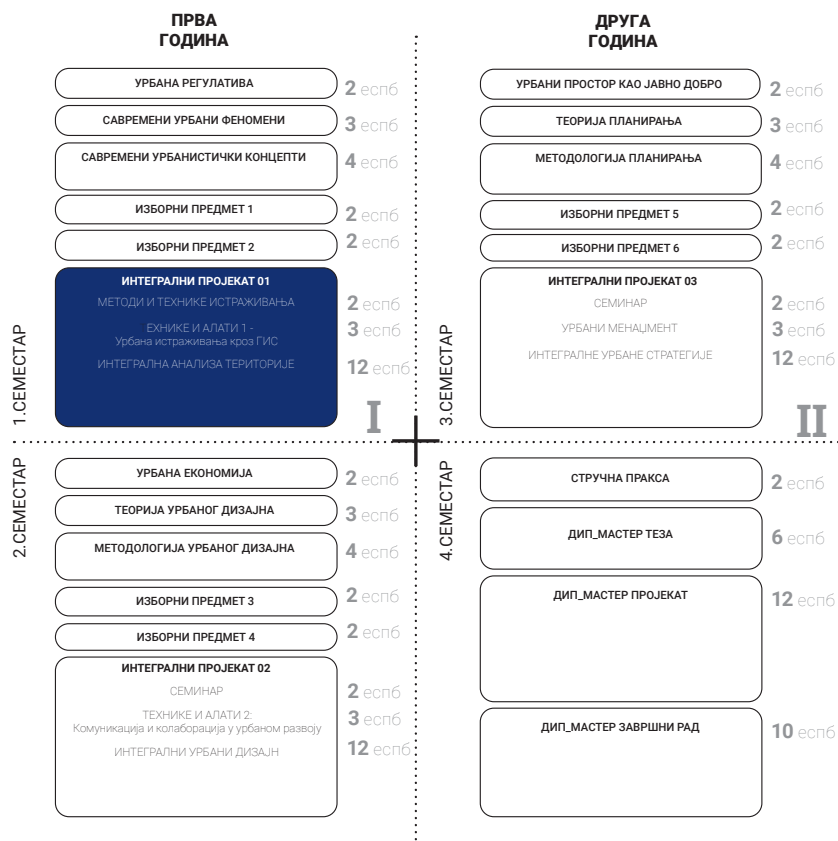 ПРВА
ГОДИНА
УРБАНА РЕГУЛАТИВА
2 еспб
САВРЕМЕНИ УРБАНИ ФЕНОМЕНИ
3 еспб
САВРЕМЕНИ УРБАНИСТИЧКИ КОНЦЕПТИ
4 еспб
ИЗБОРНИ ПРЕДМЕТ 1
2 еспб
ИЗБОРНИ ПРЕДМЕТ 2
2 еспб
ИНТЕГРАЛНИ ПРОЈЕКАТ 01
МЕТОДИ И ТЕХНИКЕ ИСТРАЖИВАЊА
2 еспб
ЕХНИКЕ И АЛАТИ 1 -
Урбана истраживања кроз ГИС
3 еспб
ИНТЕГРАЛНА АНАЛИЗА ТЕРИТОРИЈЕ
12 еспб
1.СЕМЕСТАР
I
2.СЕМЕСТАР
УРБАНА ЕКОНОМИЈА
2 еспб
ТЕОРИЈА УРБАНОГ ДИЗАЈНА
3 еспб
МЕТОДОЛОГИЈА УРБАНОГ ДИЗАЈНА
4 еспб
ИЗБОРНИ ПРЕДМЕТ 3
2 еспб
ИЗБОРНИ ПРЕДМЕТ 4
2 еспб
ИНТЕГРАЛНИ ПРОЈЕКАТ 02
СЕМИНАР
2 еспб
ТЕХНИКЕ И АЛАТИ 2:
Комуникација и колаборација у урбаном развоју
3 еспб
ИНТЕГРАЛНИ УРБАНИ ДИЗАЈН
12 еспб
ДРУГА
ГОДИНА
УРБАНИ ПРОСТОР КАО ЈАВНО ДОБРО
2 еспб
ТЕОРИЈА ПЛАНИРАЊА
3 еспб
МЕТОДОЛОГИЈА ПЛАНИРАЊА
4 еспб
ИЗБОРНИ ПРЕДМЕТ 5
2 еспб
ИЗБОРНИ ПРЕДМЕТ 6
2 еспб
ИНТЕГРАЛНИ ПРОЈЕКАТ 03
СЕМИНАР
2 еспб
УРБАНИ МЕНАЏМЕНТ
3 еспб
ИНТЕГРАЛНЕ УРБАНЕ СТРАТЕГИЈЕ
12 еспб
3.СЕМЕСТАР
II
4.СЕМЕСТАР
СТРУЧНА ПРАКСА
2 еспб
ДИП_МАСТЕР ТЕЗА
6 еспб
ДИП_МАСТЕР ПРОЈЕКАТ
12 еспб
ДИП_МАСТЕР ЗАВРШНИ РАД
10 еспб